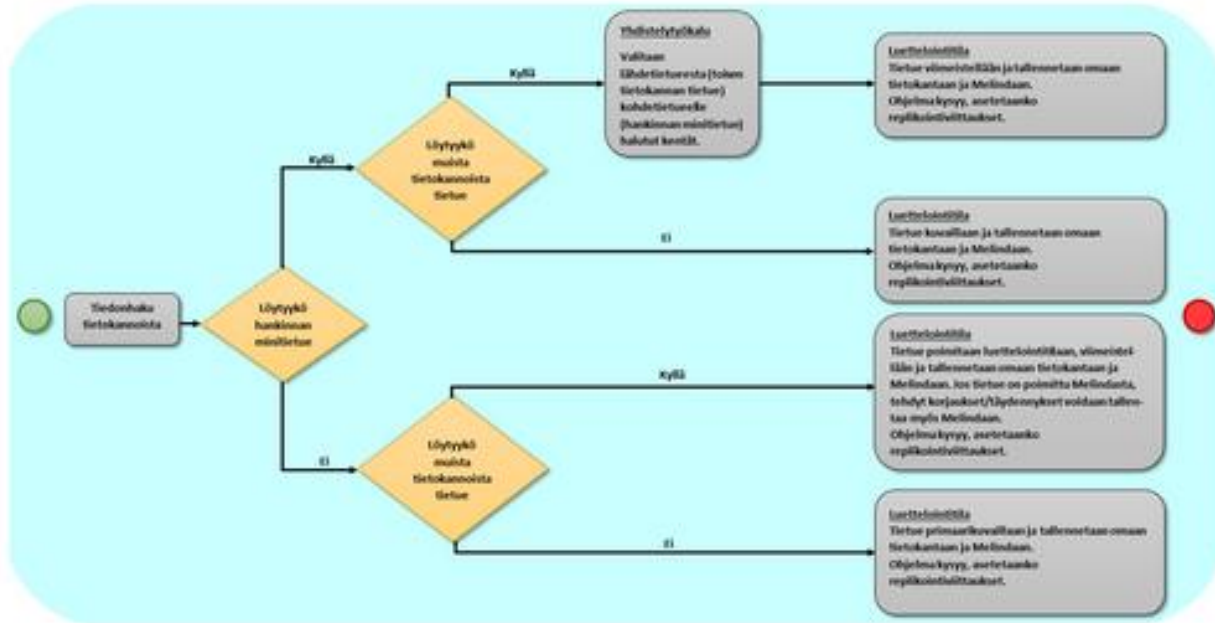 Tiedonhaku
tietokannoista
Löytyykö
hankinnan
minitietue
Kyllä
Löytyykö
muista
tietokannoista
tietue
Kyllä
Yhdistelytyökalu
Valitaan
lähdetietueesta (toisen
tietokannan tietue)
kohdetietueelle
(hankinnan minitietue)
halutut kentät.
Luettelointitila
Tietue viimeistellään ja tallennetaan omaan
tietokantaan ja Melindaan.
Ohjelma kysyy, asetetaanko
replikointiviittaukset.
Ei
Luettelointitila
Tietue kuvaillaan ja tallennetaan omaan
tietokantaan ja Melindaan.
Ohjelma kysyy, asetetaanko
replikointiviittaukset.
Ei
Löytyykö
muista
tietokannoista
tietue
Kyllä
Luettelointitila
Tietue poimitaan luettelointitilaan, viimeistel-
lään ja tallennetaan omaan tietokantaan ja
Melindaan. Jos tietue on poimittu Melindasta,
tehdyt korjaukset/täydennykset voidaan tallen-
taa myös Melindaan.
Ohjelma kysyy, asetetaanko
replikointiviittaukset.
Ei
Luettelointitila
Tietue primaarikuvaillaan ja tallennetaan omaan
tietokantaan ja Melindaan.
Ohjelma kysyy, asetetaanko
replikointiviittaukset.